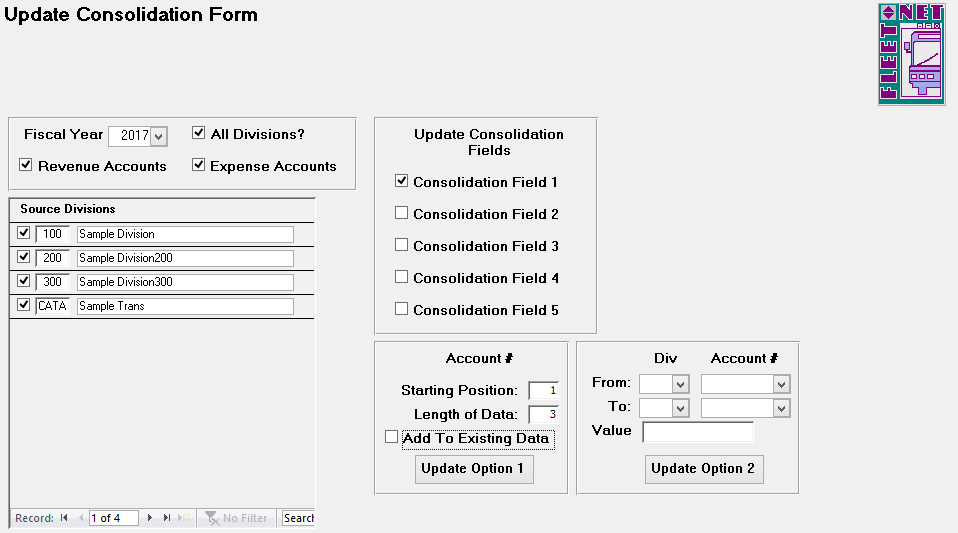 Update Consolidation Form
FLEET NET
Fiscal Year 2017 All Divisions?
Revenue Accounts Expense Accounts
Source Divisions
100 Sample Division
200 Sample Division200
300 Sample Division300
CATA Sample Trans
Record: 1 of 4 No Filter Search
Update Consolidation
Fields
Consolidation Field 1
Consolidation Field 2
Consolidation Field 3
Consolidation Field 4
Consolidation Field 5
Account #
Starting Position: 1
Length of Data: 3
Add To Existing Data
Update Option 1
Div Account #
From:
To:
Value
Update Option 2